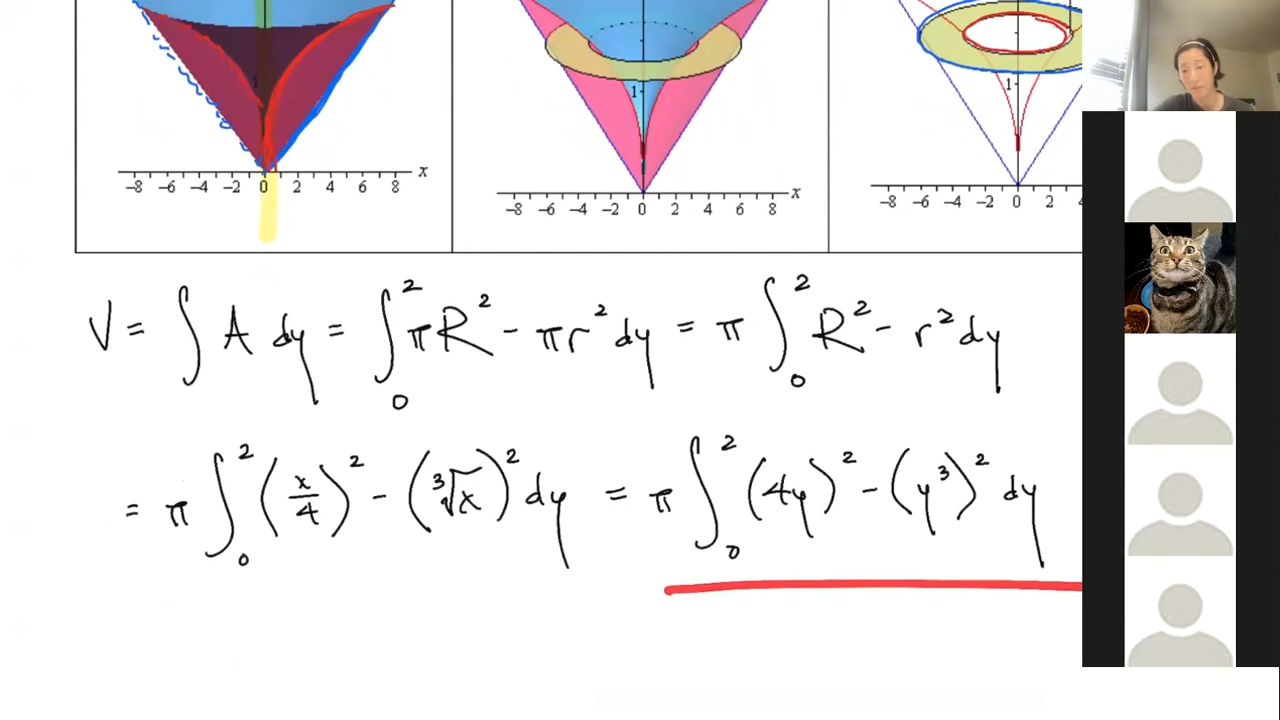 1
-8 -6 -4 -2 0 2 4 6 8 x
1
-8 -6 -4 -2 0 2 4 6 8 x
1
-8 -6 -4 -2 0 2 4
V = ∫ A dy = ∫₀² πR² - πr² dy = π ∫₀² R² - r² dy
= π ∫₀² (x/4)² - (∛x)² dy = π ∫₀² (4y)² - (y³)² dy